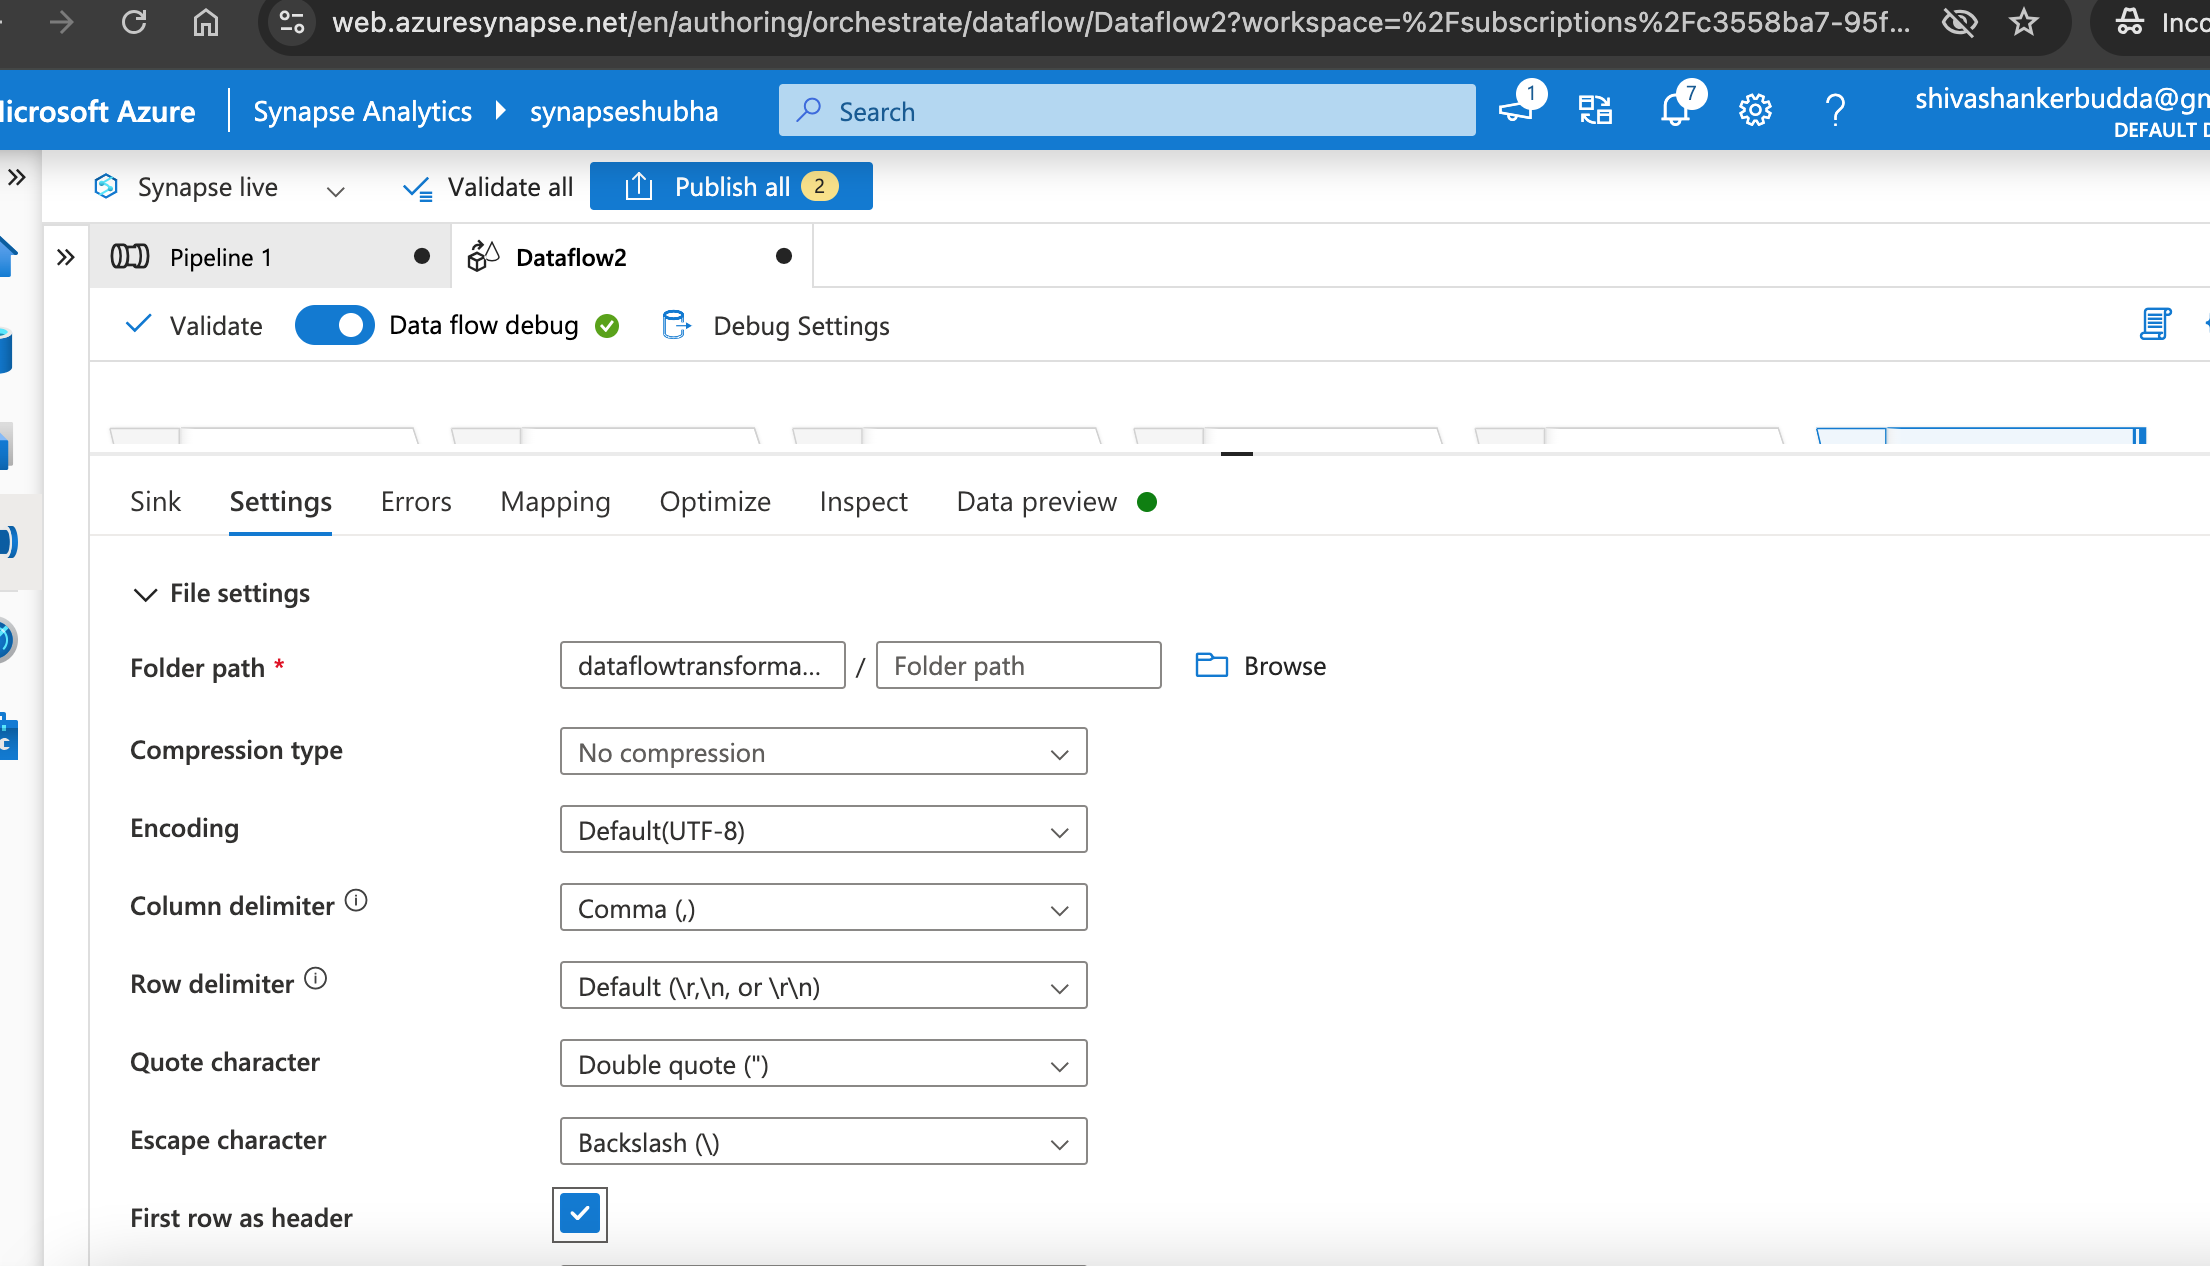 web.azuresynapse.net/en/authoring/orchestrate/dataflow/Dataflow2?workspace=%2Fsubscriptions%2Fc3558ba7-95f...
Inco
icrosoft Azure
Synapse Analytics
synapseshubha
Search
1
7
shivashankerbudda@gm
DEFAULT D
Synapse live
Validate all
Publish all
2
Pipeline 1
Dataflow2
Validate
Data flow debug
Debug Settings
Sink
Settings
Errors
Mapping
Optimize
Inspect
Data preview
File settings
Folder path *
dataflowtransforma... / Folder path
Browse
Compression type
No compression
Encoding
Default(UTF-8)
Column delimiter
Comma (,)
Row delimiter
Default (\r,\n, or \r\n)
Quote character
Double quote (")
Escape character
Backslash (\)
First row as header